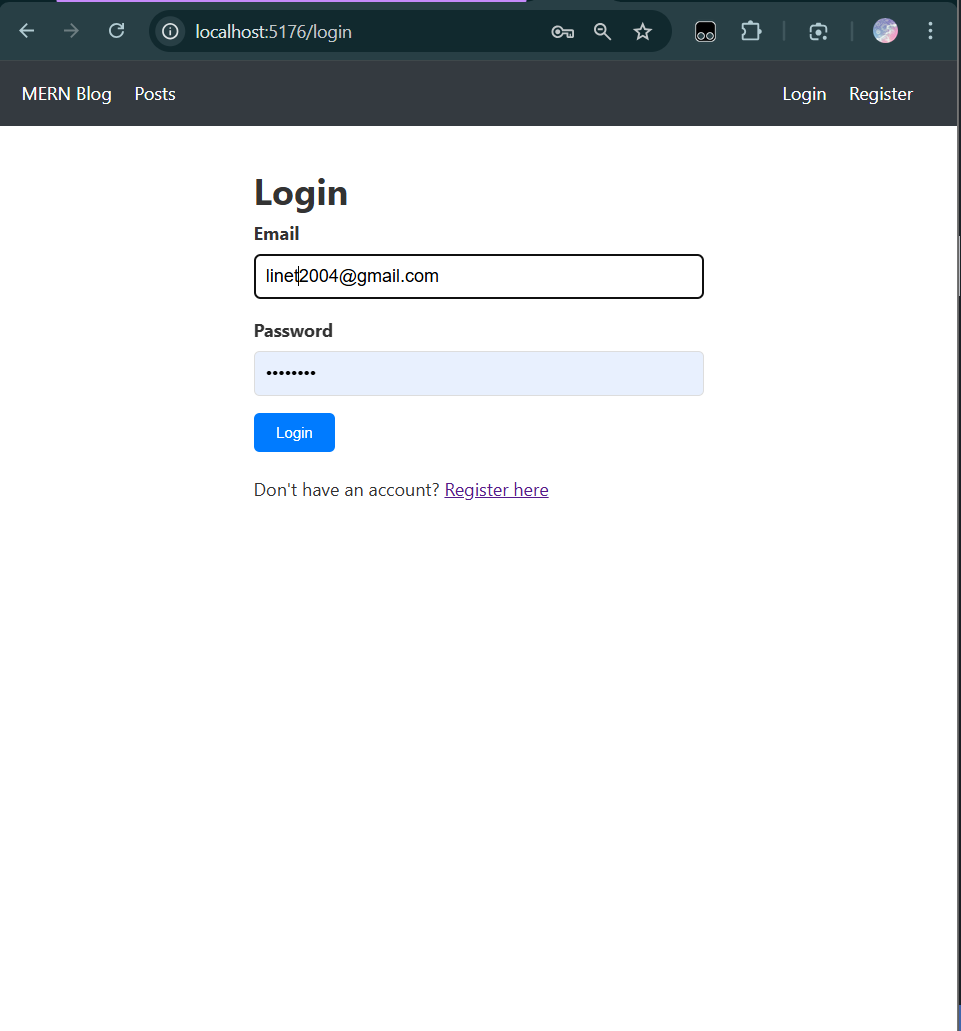 localhost:5176/login
MERN Blog Posts Login Register
Login
Email
linet2004@gmail.com
Password
••••••••
Login
Don't have an account? Register here